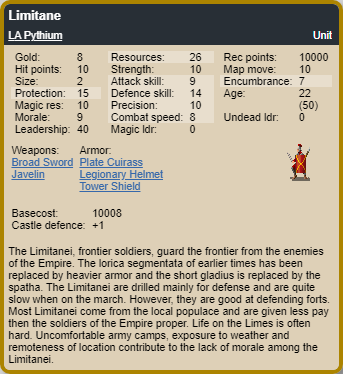 Limitane
LA Pythium Unit
Gold: 8 Resources: 26 Rec points: 10000
Hit points: 10 Strength: 10 Map move: 10
Size: 2 Attack skill: 9 Encumbrance: 7
Protection: 15 Defence skill: 14 Age: 22
Magic res: 10 Precision: 10 (50)
Morale: 9 Combat speed: 8 Undead ldr: 0
Leadership: 40 Magic ldr: 0
Weapons: Armor:
Broad Sword Plate Cuirass
Javelin Legionary Helmet
Tower Shield
Basecost: 10008
Castle defence: +1
The Limitanei, frontier soldiers, guard the frontier from the enemies
of the Empire. The lorica segmentata of earlier times has been
replaced by heavier armor and the short gladius is replaced by the
spatha. The Limitanei are drilled mainly for defense and are quite
slow when on the march. However, they are good at defending forts.
Most Limitanei come from the local populace and are given less pay
then the soldiers of the Empire proper. Life on the Limes is often
hard. Uncomfortable army camps, exposure to weather and
remoteness of location contribute to the lack of morale among the
Limitanei.